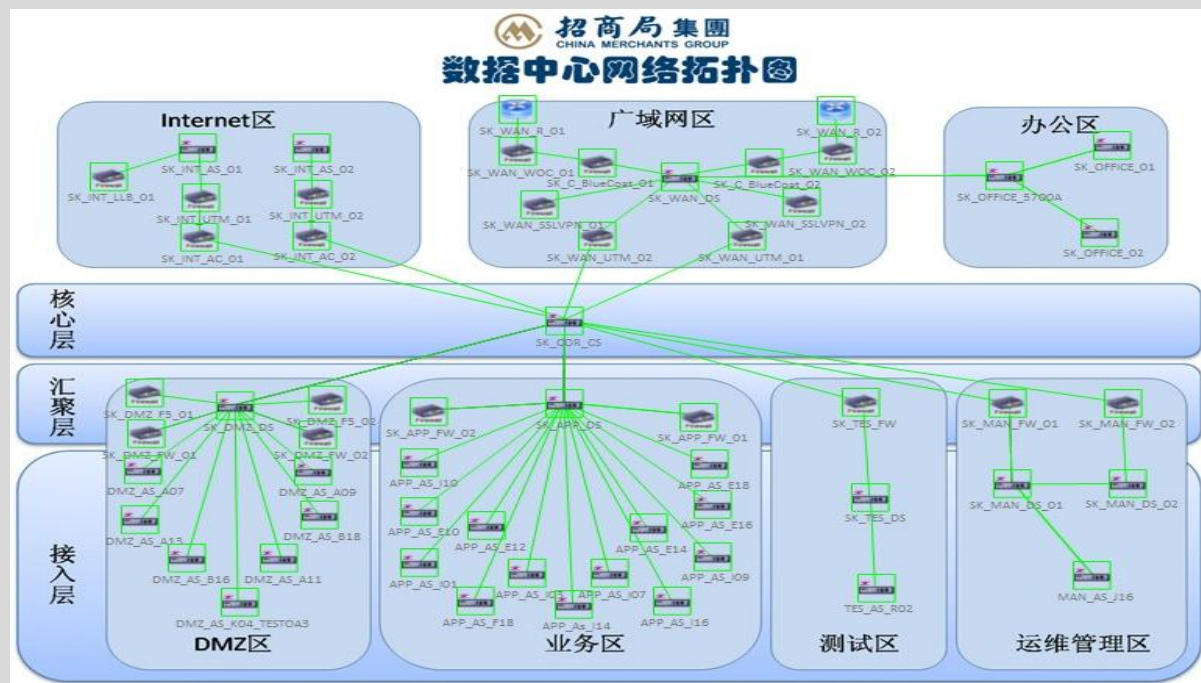 招商局集團
CHINA MERCHANTS GROUP
数据中心网络拓扑图
Internet区
SK_INT_AS_01
SK_INT_AS_02
SK_INT_LLB_01
SK_INT_UTM_01
SK_INT_UTM_02
SK_INT_AC_01
SK_INT_AC_02
广域网区
SK_WAN_R_01
SK_WAN_R_02
SK_WAN_WOC_01
SK_C_BlueCoat_01
SK_WAN_DS
SK_C_BlueCoat_02
SK_WAN_WOC_02
SK_WAN_SSLVPN_01
SK_WAN_SSLVPN_02
SK_WAN_UTM_02
SK_WAN_UTM_01
办公区
SK_OFFICE_01
SK_OFFICE_5700A
SK_OFFICE_02
核心层
SK_COR_CS
汇聚层
SK_DMZ_F5_01
SK_DMZ_DS
SK_DMZ_F5_02
SK_DMZ_FW_01
SK_DMZ_FW_02
SK_APP_FW_02
SK_APP_DS
SK_APP_FW_01
SK_TES_FW
SK_MAN_FW_01
SK_MAN_FW_02
接入层
DMZ_AS_A07
DMZ_AS_A09
DMZ_AS_A13
DMZ_AS_B18
DMZ_AS_B16
DMZ_AS_A11
DMZ_AS_K04_TESTOA3
DMZ区
APP_AS_I10
APP_AS_E18
APP_AS_E10
APP_AS_E16
APP_AS_E12
APP_AS_E14
APP_AS_I01
APP_AS_I05
APP_AS_I07
APP_AS_I09
APP_AS_F18
APP_As_I14
APP_AS_I16
业务区
SK_TES_DS
TES_AS_R02
测试区
SK_MAN_DS_01
SK_MAN_DS_02
MAN_AS_J16
运维管理区